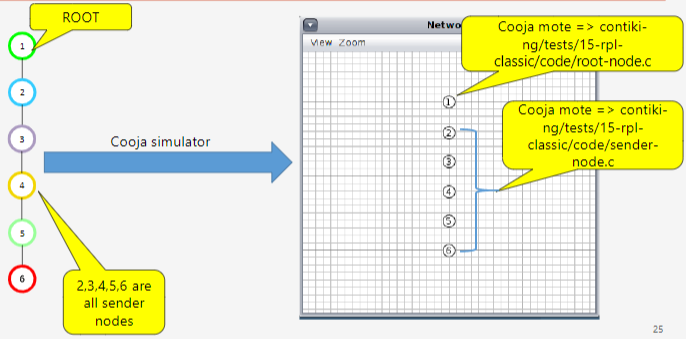 ROOT
1
2
3
4
5
6
2,3,4,5,6 are
all sender
nodes
Cooja simulator
Netwo
View Zoom
1
2
3
4
5
6
Cooja mote => contiki-
ng/tests/15-rpl-
classic/code/root-node.c
Cooja mote => contiki-
ng/tests/15-rpl-
classic/code/sender-
node.c
25